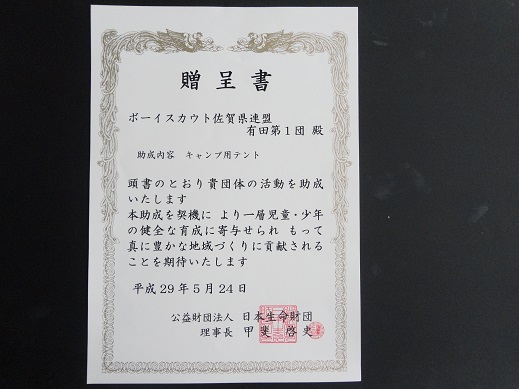 贈呈書
ボーイスカウト佐賀県連盟
有田第1団 殿
助成内容 キャンプ用テント
頭書のとおり貴団体の活動を助成
いたします
本助成を契機に より一層児童・少年
の健全な育成に寄与せられ もって
真に豊かな地域づくりに貢献される
ことを期待いたします
平成29年5月24日
公益財団法人 日本生命財団
理事長 甲斐 啓史